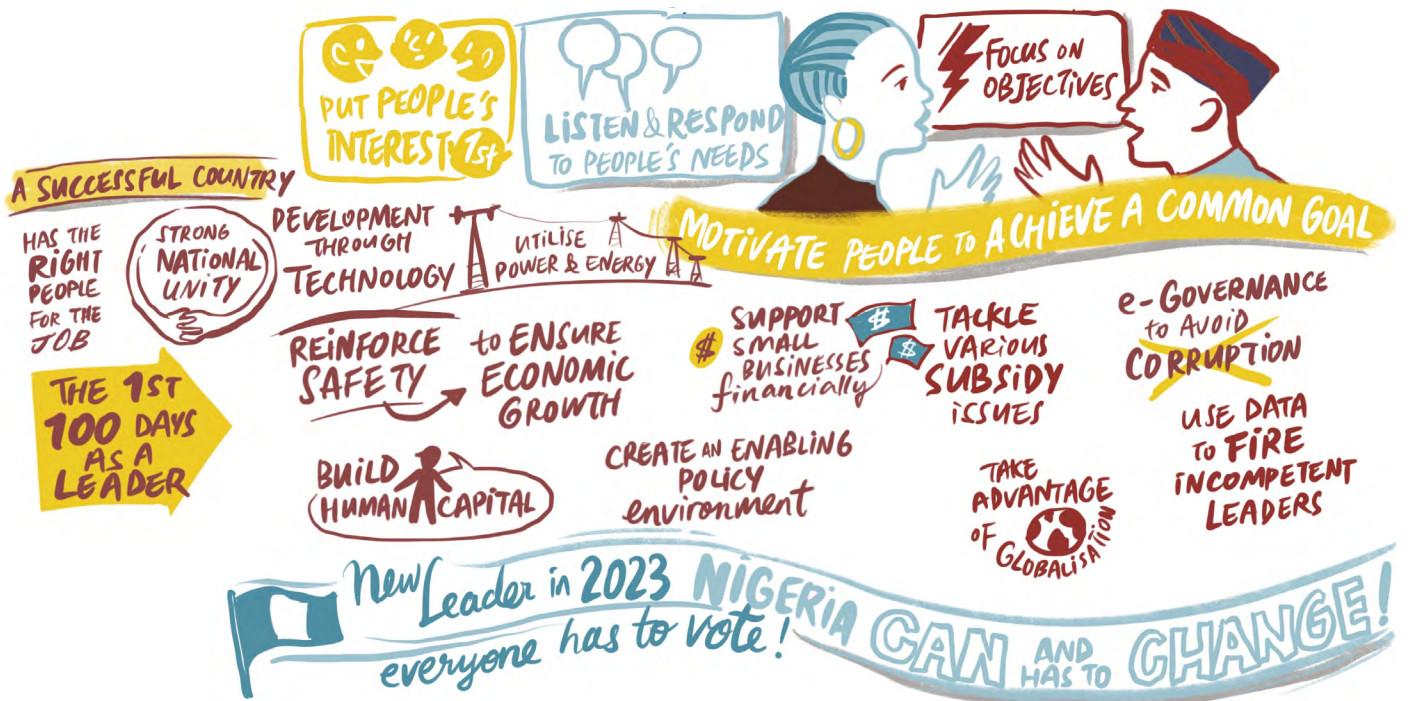 PUT PEOPLE'S
INTEREST 1st
LISTEN & RESPOND
TO PEOPLE'S NEEDS
FOCUS ON
OBJECTIVES
MOTIVATE PEOPLE TO ACHIEVE A COMMON GOAL
A SUCCESSFUL COUNTRY
HAS THE
RIGHT
PEOPLE
FOR THE
JOB
STRONG
NATIONAL
UNITY
DEVELOPMENT
THROUGH
TECHNOLOGY
UTILISE
POWER & ENERGY
THE 1ST
100 DAYS
AS A
LEADER
REINFORCE
SAFETY
to ENSURE
ECONOMIC
GROWTH
$
SUPPORT
SMALL
BUSINESSES
financially
$
$
TACKLE
VARIOUS
SUBSIDY
ISSUES
e-GOVERNANCE
to AVOID
CORRUPTION
BUILD
HUMAN CAPITAL
CREATE AN ENABLING
POLICY
environment
TAKE
ADVANTAGE
OF GLOBALISATION
USE DATA
TO FIRE
INCOMPETENT
LEADERS
New Leader in 2023
everyone has to vote!
NIGERIA CAN AND
HAS TO CHANGE!